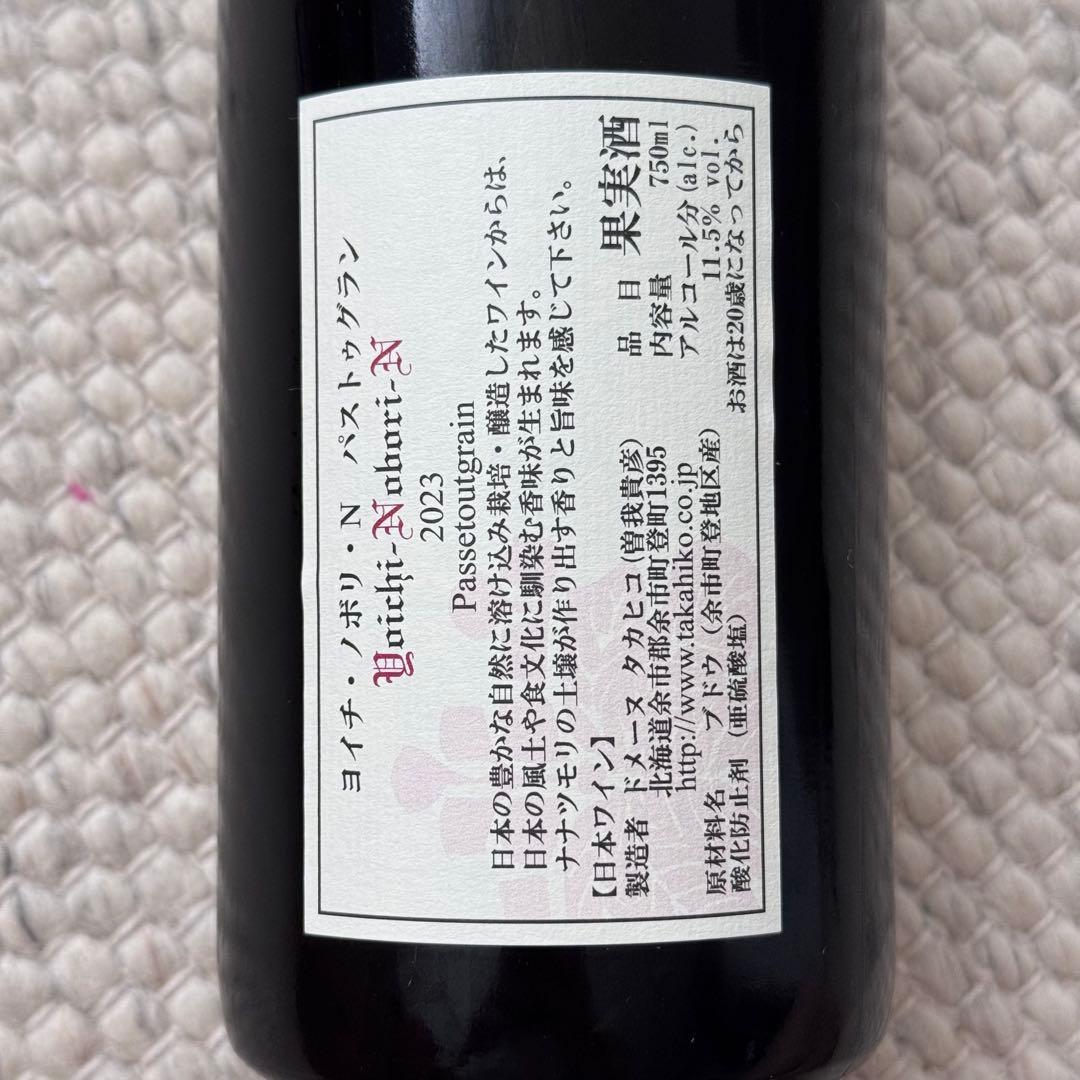 ヨイチ・ノボリ・N パストゥグラン
Yoichi-Nobori-N
2023
Passetoutgrain
日本の豊かな自然に溶け込み栽培・醸造したワインからは、
日本の風土や食文化に馴染む香味が生まれます。
ナナツモリの土壌が作り出す香りと旨味を感じて下さい。
【日本ワイン】
製造者 ドメーヌ タカヒコ(曽我貴彦)
北海道余市郡余市町登町1395
http://www.takahiko.co.jp
原材料名 ブドウ(余市町登地区産)
酸化防止剤(亜硫酸塩)
品目 果実酒
内容量 750ml
アルコール分(alc.)
11.5% vol.
お酒は20歳になってから